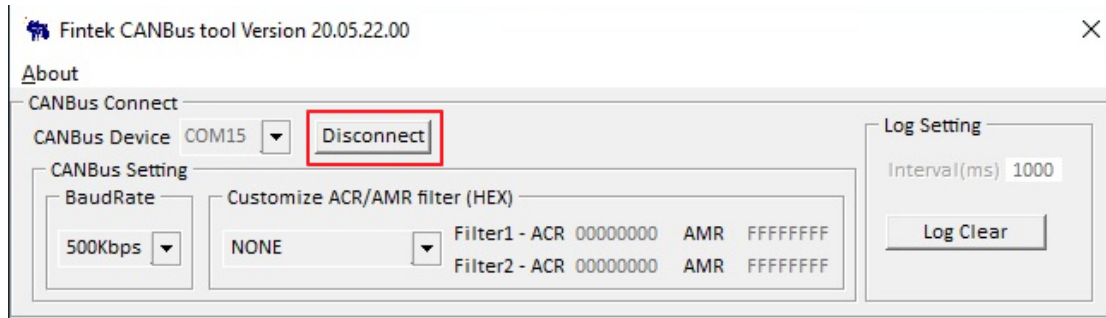 Fintek CANBus tool Version 20.05.22.00
About
CANBus Connect
CANBus Device COM15 Disconnect
CANBus Setting
BaudRate
500Kbps
Customize ACR/AMR filter (HEX)
NONE
Filter1 - ACR 00000000 AMR FFFFFFFF
Filter2 - ACR 00000000 AMR FFFFFFFF
Log Setting
Interval(ms) 1000
Log Clear